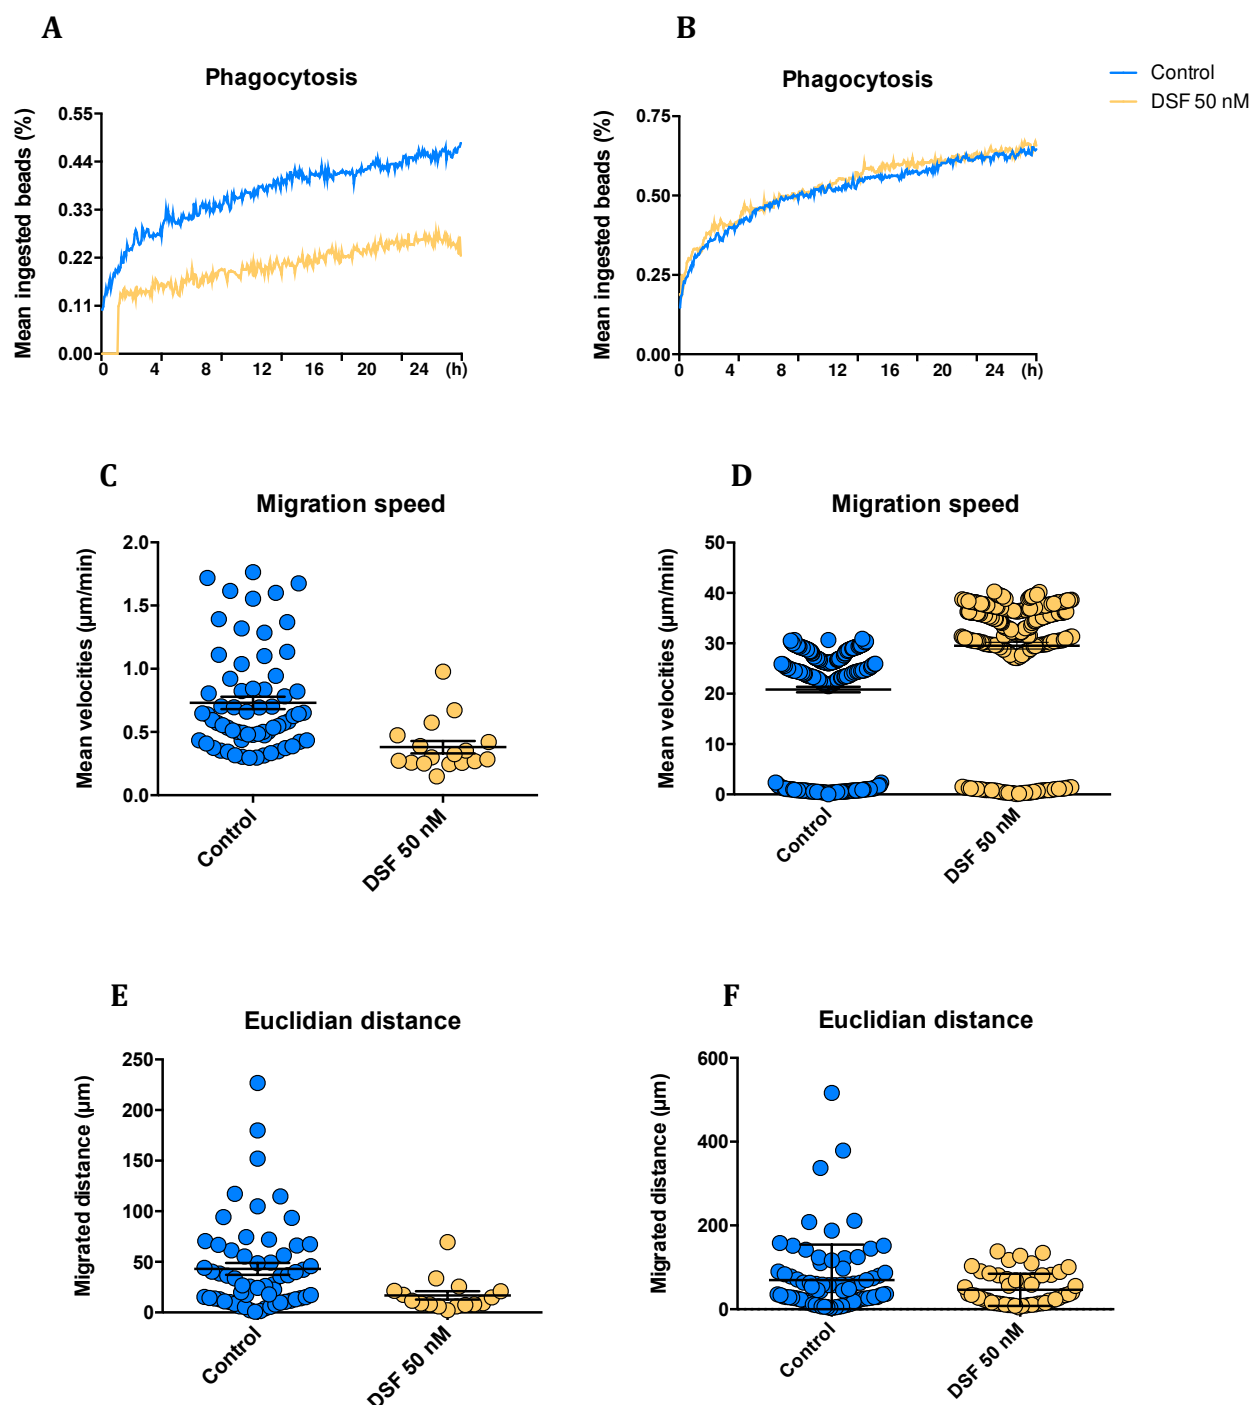 A
B
Phagocytosis
Phagocytosis
Control
DSF 50 nM
Mean ingested beads (%)
0.55
0.44
0.33
0.22
0.11
0.00
0 4 8 12 16 20 24 (h)
Mean ingested beads (%)
0.75
0.50
0.25
0.00
0 4 8 12 16 20 24 (h)
C
D
Migration speed
Migration speed
Mean velocities (µm/min)
2.0
1.5
1.0
0.5
0.0
Control
DSF 50 nM
Mean velocities (µm/min)
50
40
30
20
10
0
Control
DSF 50 nM
E
F
Euclidian distance
Euclidian distance
Migrated distance (µm)
250
200
150
100
50
0
Control
DSF 50 nM
Migrated distance (µm)
600
400
200
0
Control
DSF 50 nM